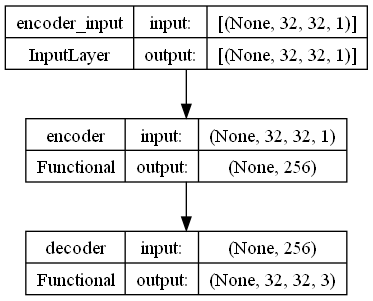 encoder_input input: [(None, 32, 32, 1)]
InputLayer output: [(None, 32, 32, 1)]
encoder input: (None, 32, 32, 1)
Functional output: (None, 256)
decoder input: (None, 256)
Functional output: (None, 32, 32, 3)